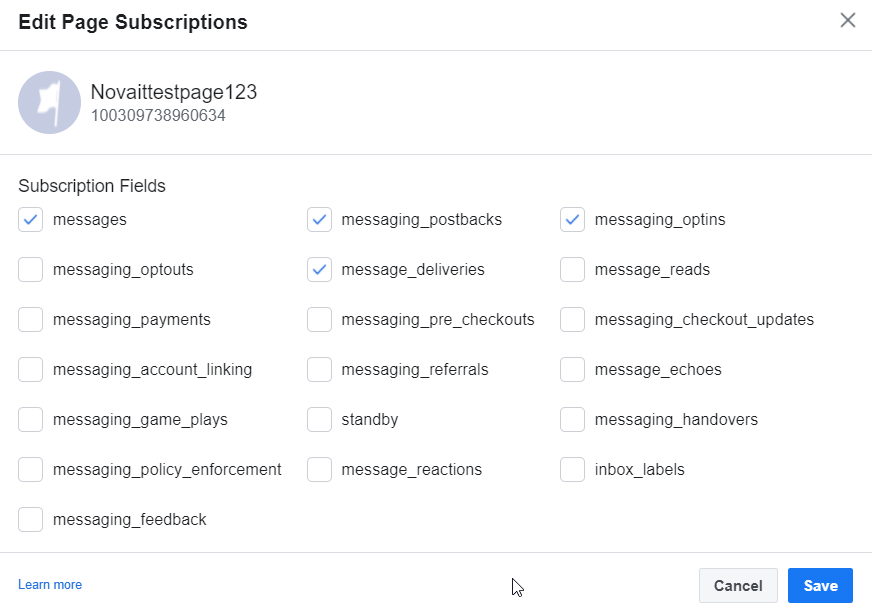 Edit Page Subscriptions
Novaittestpage123
100309738960634
Subscription Fields
messages messaging_postbacks messaging_optins
messaging_optouts message_deliveries message_reads
messaging_payments messaging_pre_checkouts messaging_checkout_updates
messaging_account_linking messaging_referrals message_echoes
messaging_game_plays standby messaging_handovers
messaging_policy_enforcement message_reactions inbox_labels
messaging_feedback
Learn more Cancel Save